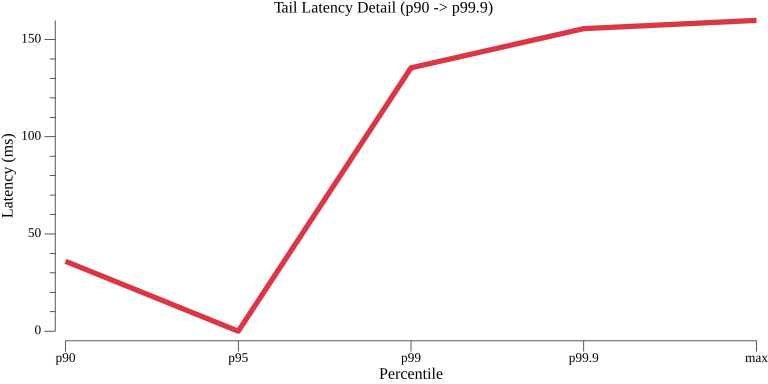 Tail Latency Detail (p90 -> p99.9)
Latency (ms)
150
100
50
0
p90 p95 p99 p99.9 max
Percentile